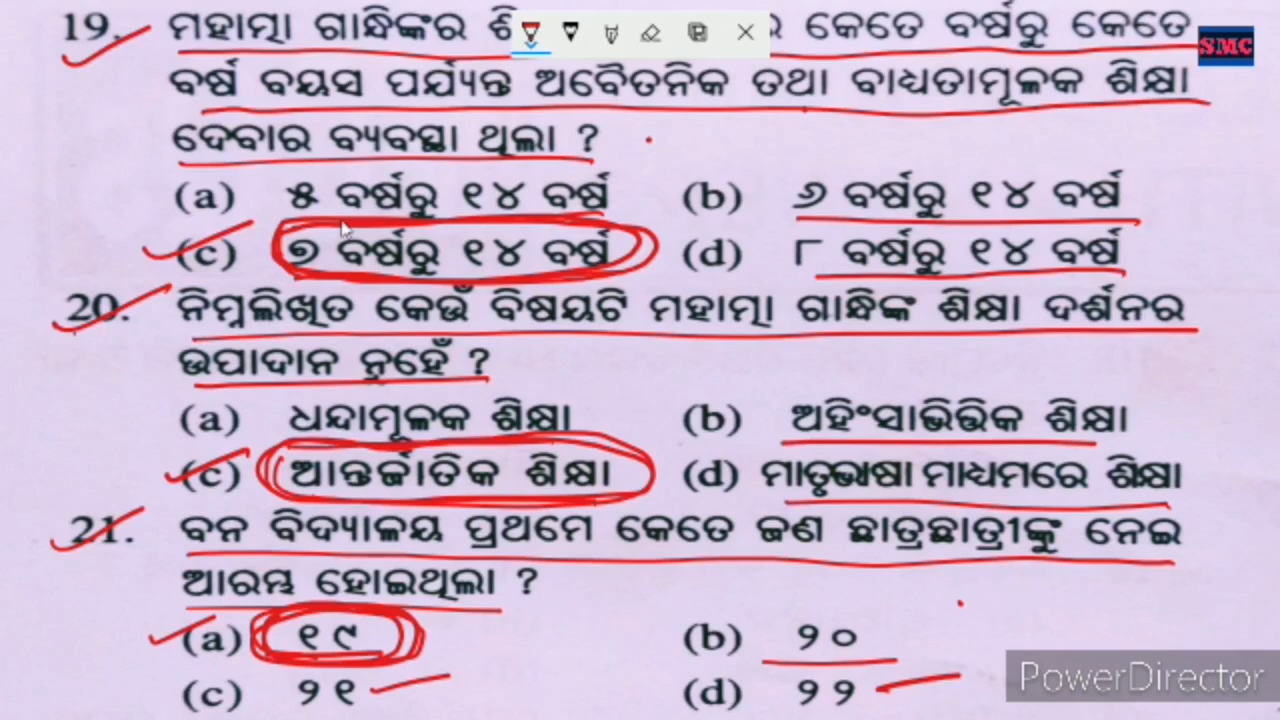 19. ମହାତ୍ମା ଗାନ୍ଧିଙ୍କର କେତେ ବର୍ଷରୁ କେତେ
SMC
ବର୍ଷ ବୟସ ପର୍ଯ୍ୟନ୍ତ ଅବୈତନିକ ତଥା ବାଧ୍ୟତାମୂଳକ ଶିକ୍ଷା
ଦେବାର ବ୍ୟବସ୍ଥା ଥିଲା ?
(a) ୫ ବର୍ଷରୁ ୧୪ ବର୍ଷ (b) ୬ ବର୍ଷରୁ ୧୪ ବର୍ଷ
(c) ୭ ବର୍ଷରୁ ୧୪ ବର୍ଷ (d) ୮ ବର୍ଷରୁ ୧୪ ବର୍ଷ
20. ନିମ୍ନଲିଖିତ କେଉଁ ବିଷୟଟି ମହାତ୍ମା ଗାନ୍ଧିଙ୍କ ଶିକ୍ଷା ଦର୍ଶନର
ଉପାଦାନ ନୁହେଁ ?
(a) ଧନ୍ଦାମୂଳକ ଶିକ୍ଷା (b) ଅହିଂସାଭିତ୍ତିକ ଶିକ୍ଷା
(c) ଆନ୍ତର୍ଜାତିକ ଶିକ୍ଷା (d) ମାତୃଭାଷା ମାଧ୍ୟମରେ ଶିକ୍ଷା
21. ବନ ବିଦ୍ୟାଳୟ ପ୍ରଥମେ କେତେ ଜଣ ଛାତ୍ରଛାତ୍ରୀଙ୍କୁ ନେଇ
ଆରମ୍ଭ ହୋଇଥିଲା ?
(a) ୧୯ (b) ୨୦
(c) ୨୧ (d) ୨୨
PowerDirector